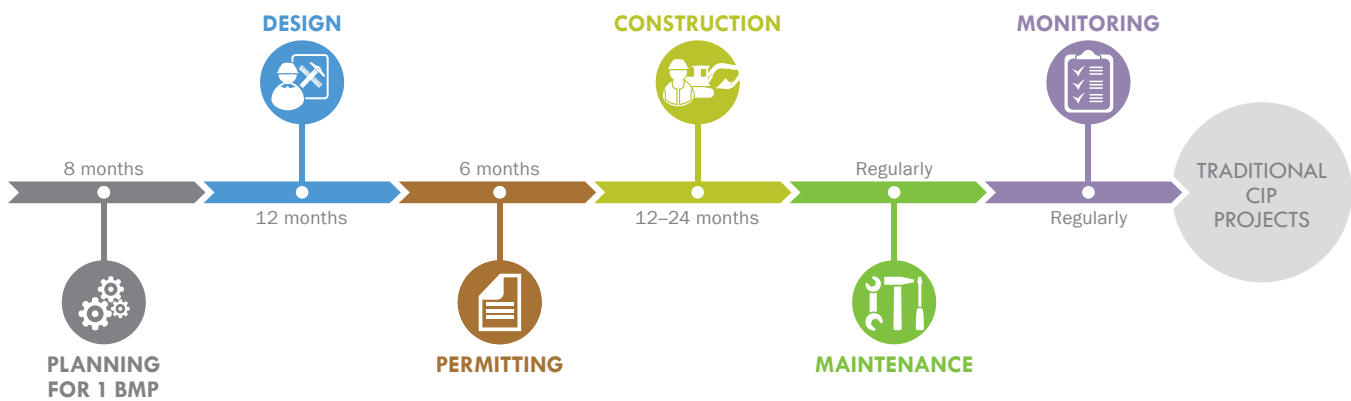 DESIGN
CONSTRUCTION
MONITORING
8 months
6 months
Regularly
12 months
12–24 months
Regularly
TRADITIONAL
CIP
PROJECTS
PLANNING
FOR 1 BMP
PERMITTING
MAINTENANCE